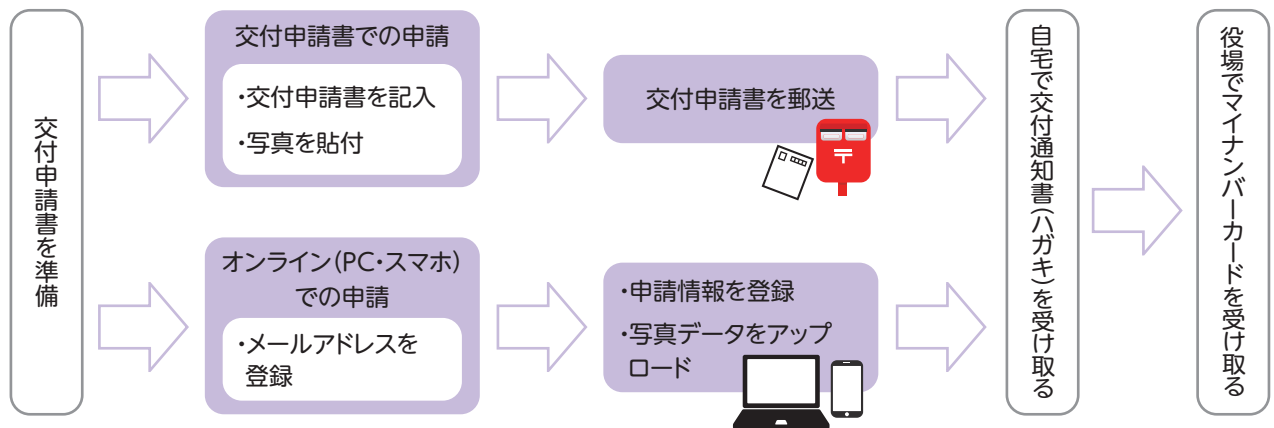 交付申請書を準備
交付申請書での申請
・交付申請書を記入
・写真を貼付
交付申請書を郵送
〒
オンライン(PC・スマホ)
での申請
・メールアドレスを
登録
・申請情報を登録
・写真データをアップ
ロード
自宅で交付通知書(ハガキ)を受け取る
役場でマイナンバーカードを受け取る